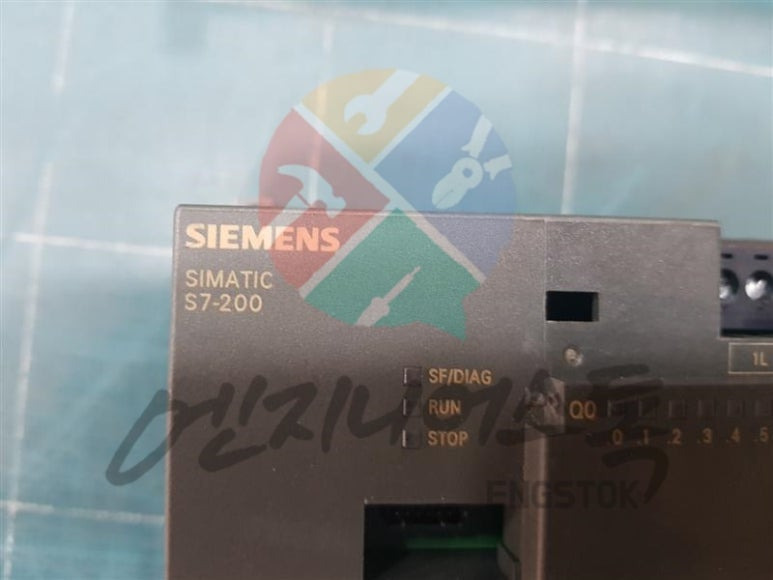 SIEMENS
SIMATIC
S7-200
1L
SF/DIAG
RUN
STOP
Q0
.0 .1 .2 .3 .4 .5
엔지니어스톡
ENGSTOK